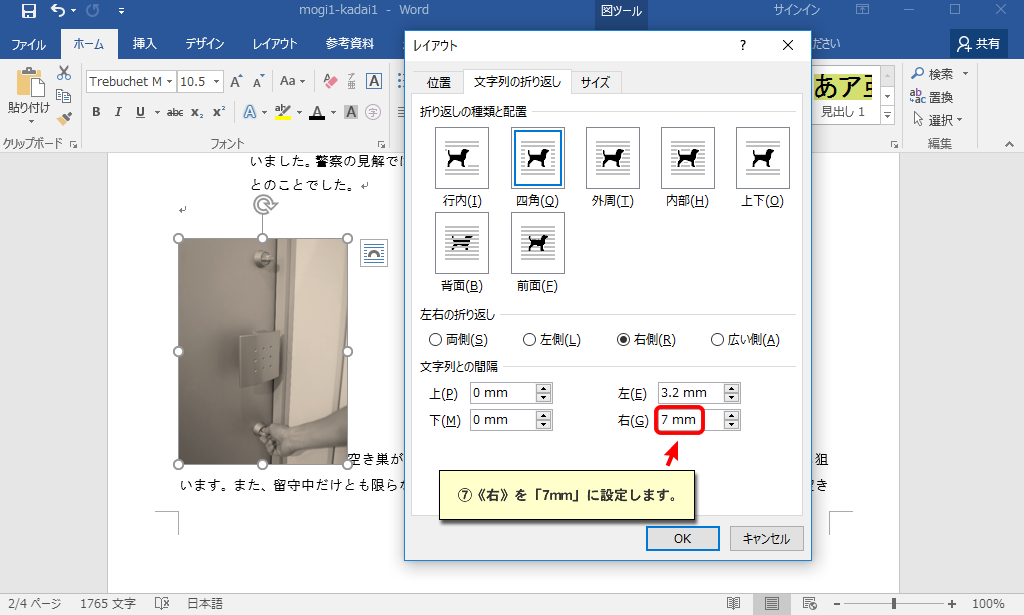 mogi1-kadai1 - Word
図ツール
サインイン
ファイル
ホーム
挿入
デザイン
レイアウト
参考資料
ださい
共有
貼り付け
Trebuchet M
10.5
A A Aa A
亜
B I U abc x₂ x²
A A A 字
クリップボード
フォント
あア
見出し 1
検索
置換
選択
編集
いました。警察の見解では
とのことでした。
空き巣が
狙
います。また、留守中だけとも限らな
き
レイアウト
?
位置
文字列の折り返し
サイズ
折り返しの種類と配置
行内(I)
四角(Q)
外周(T)
内部(H)
上下(O)
背面(B)
前面(F)
左右の折り返し
両側(S)
左側(L)
右側(R)
広い側(A)
文字列との間隔
上(P) 0 mm
左(E) 3.2 mm
下(M) 0 mm
右(G) 7 mm
⑦《右》を「7mm」に設定します。
OK
キャンセル
2/4 ページ
1765 文字
日本語
100%